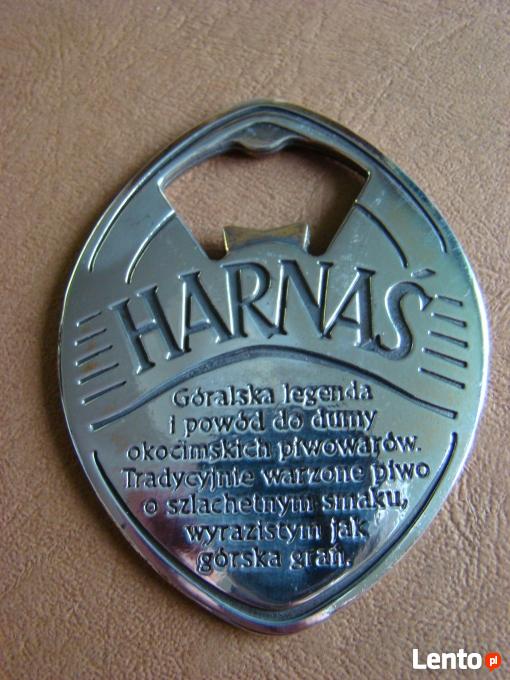 HARNAŚ
Góralska legenda
i powód do dumy
okocimskich piwowarów.
Tradycyjnie warzone piwo
o szlachetnym smaku,
wyrazistym jak
górska grań.
Lento pl